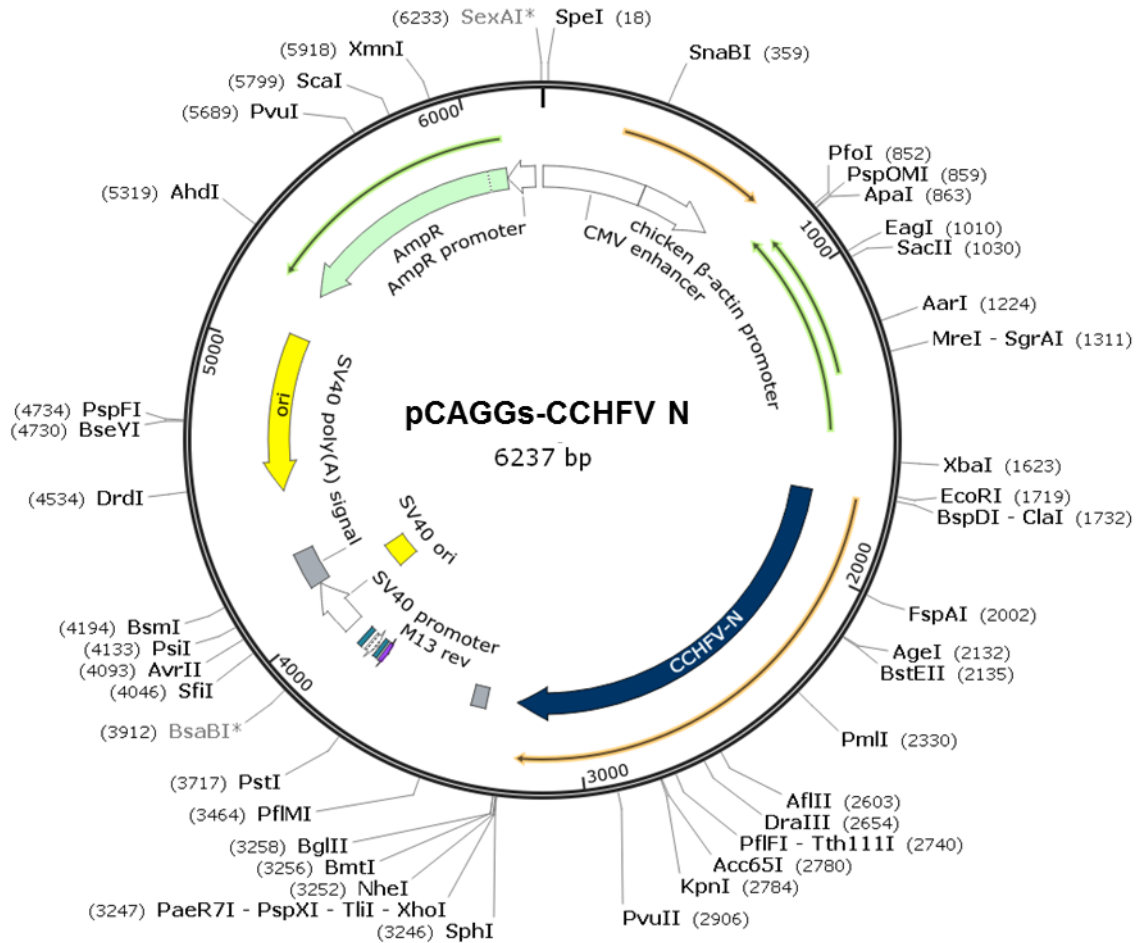 (6233) SexAI*
SpeI (18)
SnaBI (359)
PfoI (852)
PspOMI (859)
ApaI (863)
1000
EagI (1010)
SacII (1030)
AarI (1224)
MreI - SgrAI (1311)
XbaI (1623)
EcoRI (1719)
BspDI - ClaI (1732)
2000
FspAI (2002)
AgeI (2132)
BstEII (2135)
PmlI (2330)
AflII (2603)
DraIII (2654)
PflFI - Tth111I (2740)
Acc65I (2780)
KpnI (2784)
PvuII (2906)
3000
(3246) SphI
(3247) PaeR7I - PspXI - TliI - XhoI
(3252) NheI
(3256) BmtI
(3258) BglII
(3464) PflMI
(3717) PstI
(3912) BsaBI*
4000
(4046) SfiI
(4093) AvrII
(4133) PsiI
(4194) BsmI
(4534) DrdI
(4730) BseYI
(4734) PspFI
5000
(5319) AhdI
(5689) PvuI
(5799) ScaI
(5918) XmnI
6000
AmpR
AmpR promoter
CMV enhancer
chicken β-actin promoter
pCAGGs-CCHFV N
6237 bp
ori
SV40 poly(A) signal
SV40 ori
SV40 promoter
M13 rev
CCHFV-N